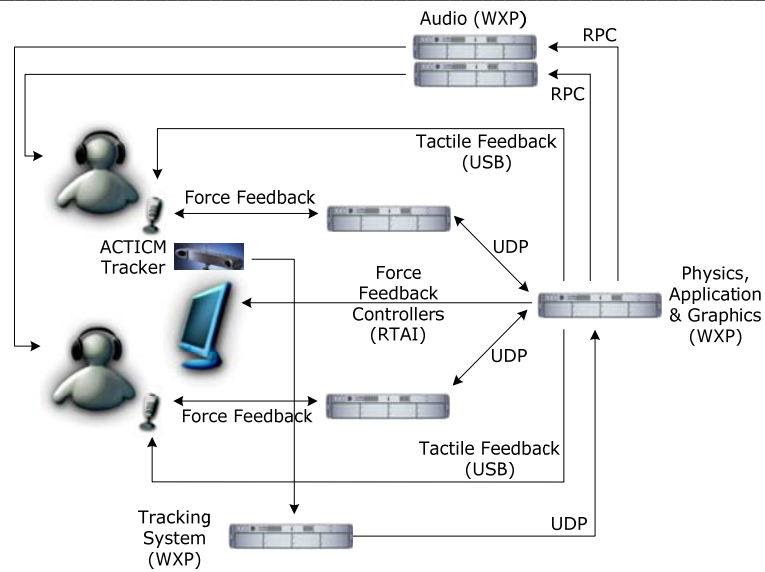 Audio (WXP)
RPC
RPC
Tactile Feedback
(USB)
Force Feedback
UDP
ACTICM
Tracker
Force
Feedback
Controllers
(RTAI)
Physics,
Application
& Graphics
(WXP)
UDP
Force Feedback
Tactile Feedback
(USB)
Tracking
System
(WXP)
UDP